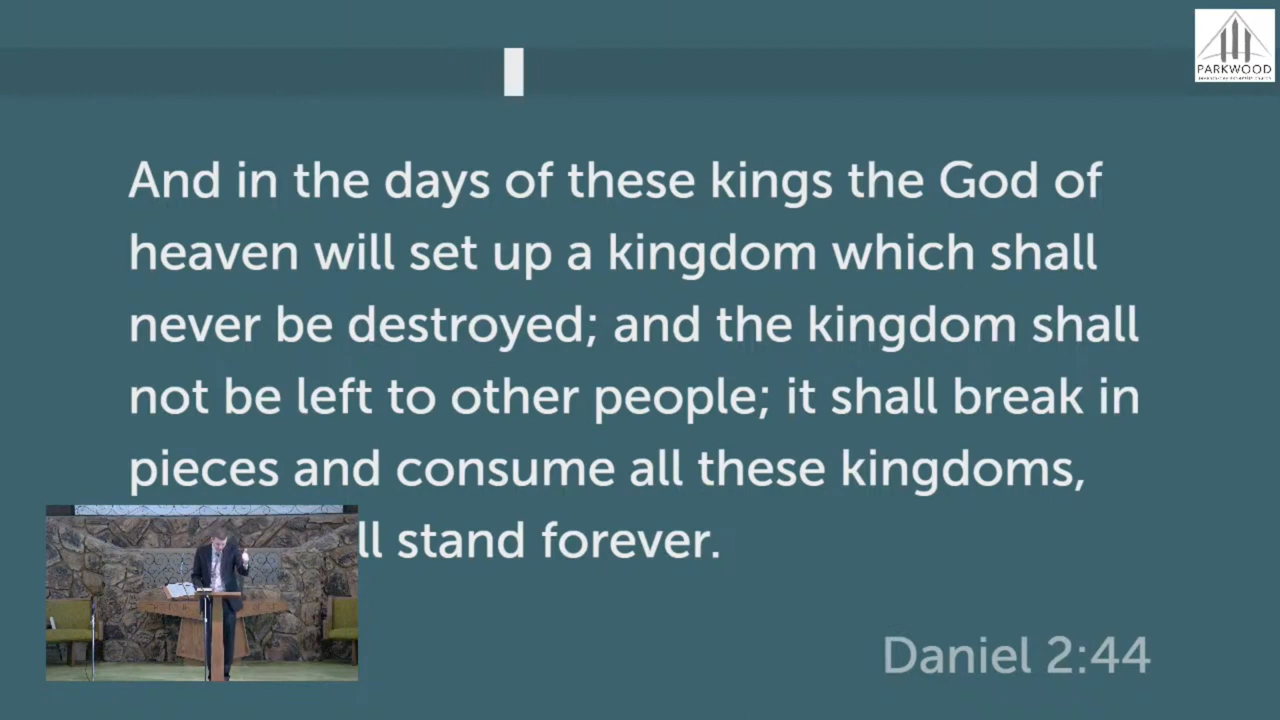 PARKWOOD
And in the days of these kings the God of
heaven will set up a kingdom which shall
never be destroyed; and the kingdom shall
not be left to other people; it shall break in
pieces and consume all these kingdoms,
ll stand forever.
Daniel 2:44